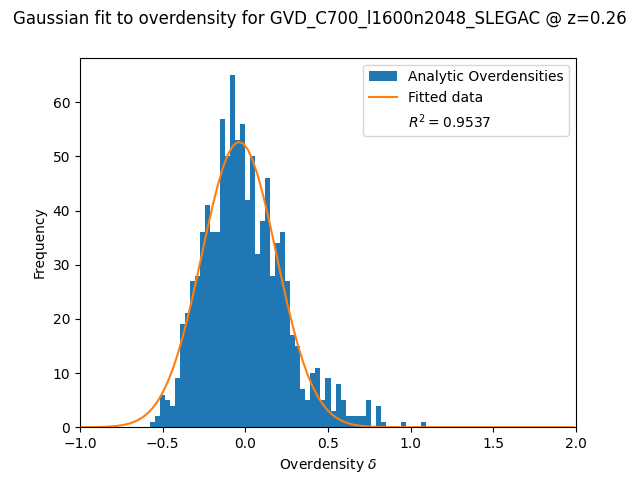 Gaussian fit to overdensity for GVD_C700_l1600n2048_SLEGAC @ z=0.26
Analytic Overdensities
Fitted data
R² = 0.9537
Frequency
60
50
40
30
20
10
0
−1.0 −0.5 0.0 0.5 1.0 1.5 2.0
Overdensity δ